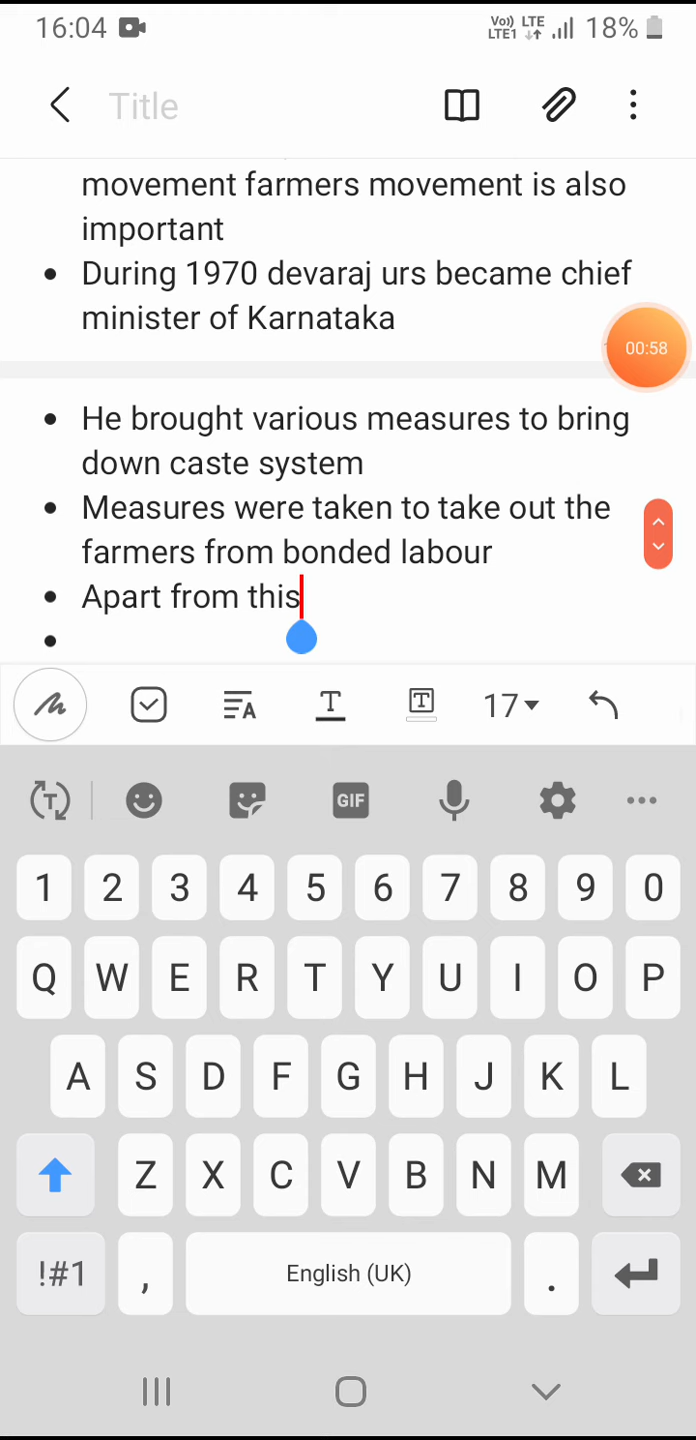 16:04 Vo) LTE LTE1 18%
Title
movement farmers movement is also
important
• During 1970 devaraj urs became chief
minister of Karnataka
00:58
• He brought various measures to bring
down caste system
• Measures were taken to take out the
farmers from bonded labour
• Apart from this
•
A T T 17
T GIF
1 2 3 4 5 6 7 8 9 0
Q W E R T Y U I O P
A S D F G H J K L
Z X C V B N M
!#1 , English (UK) .